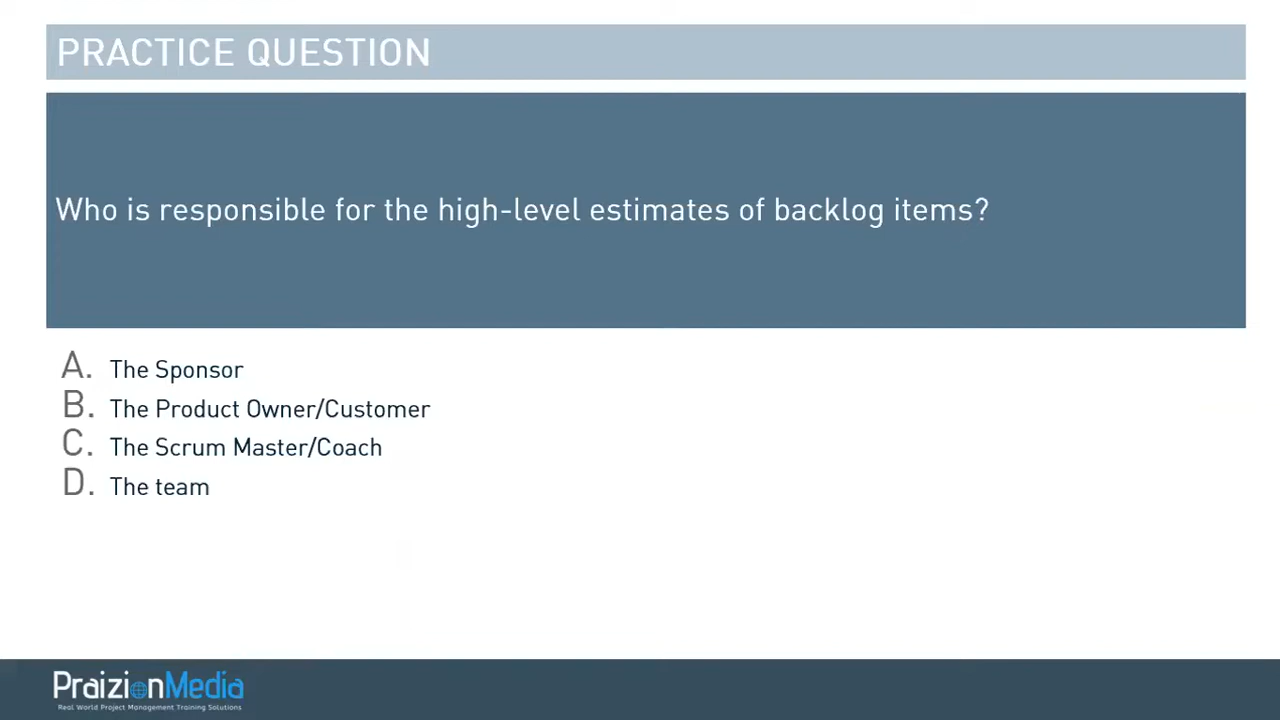 PRACTICE QUESTION
Who is responsible for the high-level estimates of backlog items?
A. The Sponsor
B. The Product Owner/Customer
C. The Scrum Master/Coach
D. The team
PraizionMedia
Real World Project Management Training Solutions